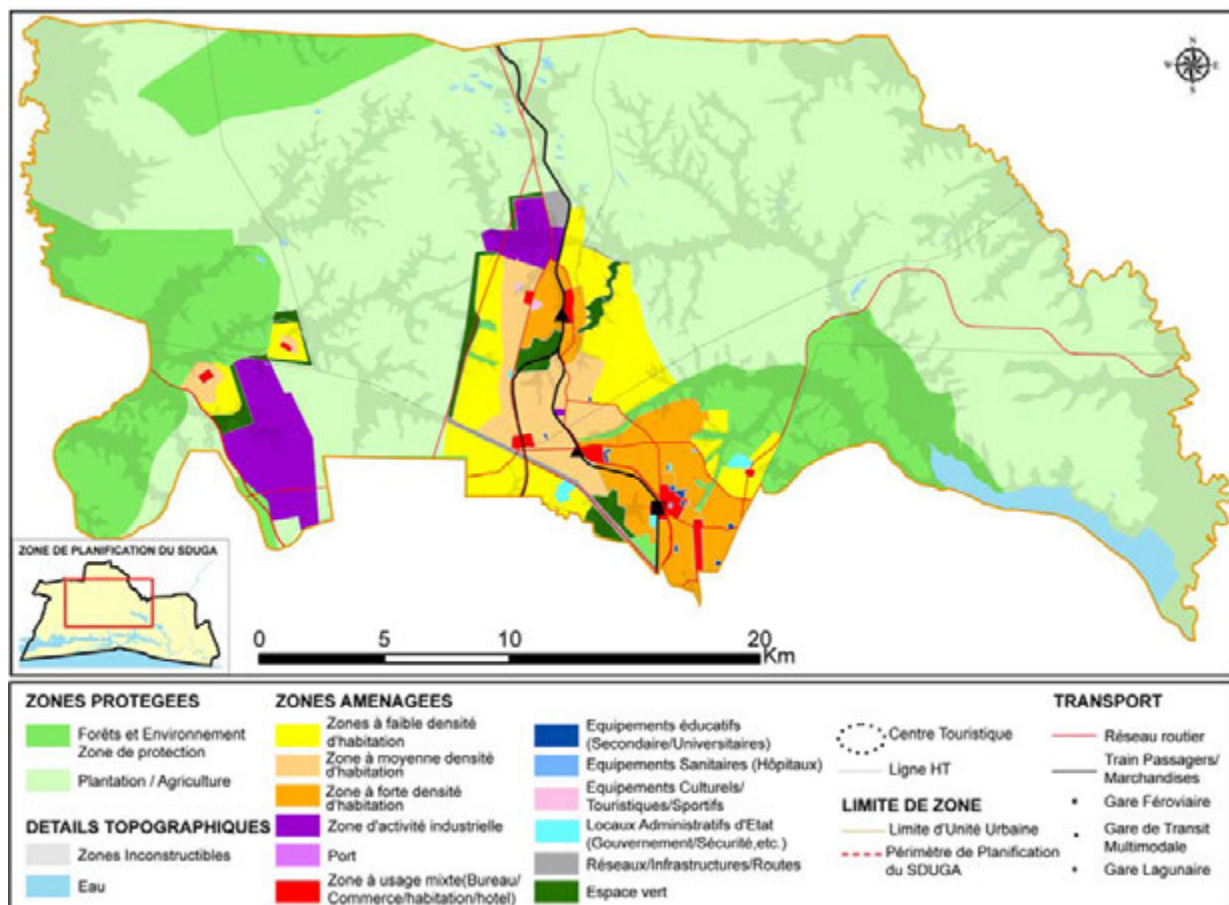 N
W
E
S
ZONE DE PLANIFICATION DU SDUGA
0
5
10
20
Km
ZONES PROTEGEES
Forêts et Environnement
Zone de protection
Plantation / Agriculture
DETAILS TOPOGRAPHIQUES
Zones Inconstructibles
Eau
ZONES AMENAGEES
Zones à faible densité
d'habitation
Zone à moyenne densité
d'habitation
Zone à forte densité
d'habitation
Zone d'activité industrielle
Port
Zone à usage mixte(Bureau/
Commerce/habitation/hotel)
Equipements éducatifs
(Secondaire/Universitaires)
Equipements Sanitaires (Hôpitaux)
Equipements Culturels/
Touristiques/Sportifs
Locaux Administratifs d'Etat
(Gouvernement/Sécurité,etc.)
Réseaux/Infrastructures/Routes
Espace vert
Centre Touristique
Ligne HT
LIMITE DE ZONE
Limite d'Unité Urbaine
Périmètre de Planification
du SDUGA
TRANSPORT
Réseau routier
Train Passagers/
Marchandises
Gare Féroviaire
Gare de Transit
Multimodale
Gare Lagunaire